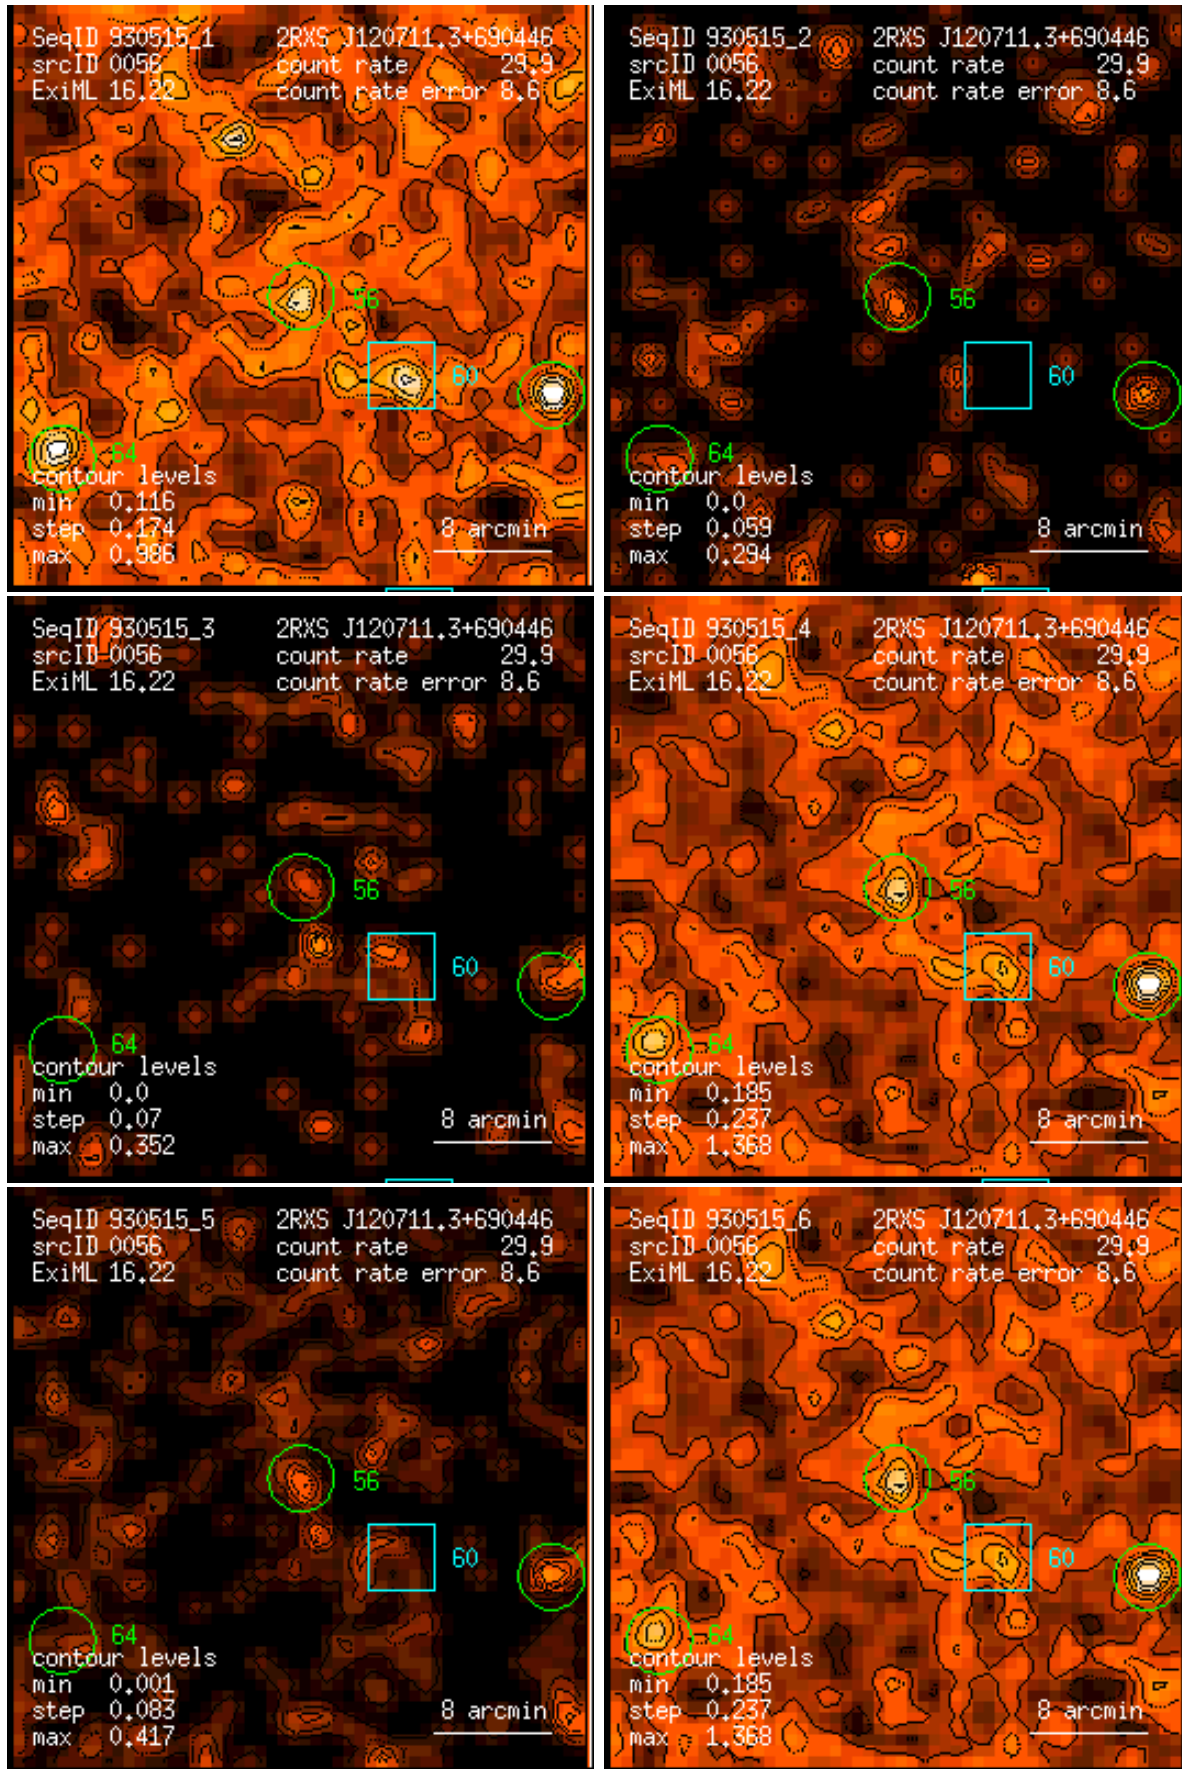 SeqID 930515_1 2RXS J120711.3+690446
srcID 0056 count rate 29.9
ExiML 16.22 count rate error 8.6
56
60
64
contour levels
min 0.116
step 0.174 8 arcmin
max 0.986
SeqID 930515_2 2RXS J120711.3+690446
srcID 0056 count rate 29.9
ExiML 16.22 count rate error 8.6
56
60
64
contour levels
min 0.0
step 0.059 8 arcmin
max 0.294
SeqID 930515_3 2RXS J120711.3+690446
srcID 0056 count rate 29.9
ExiML 16.22 count rate error 8.6
56
60
64
contour levels
min 0.0
step 0.07 8 arcmin
max 0.352
SeqID 930515_4 2RXS J120711.3+690446
srcID 0056 count rate 29.9
ExiML 16.22 count rate error 8.6
56
60
64
contour levels
min 0.185
step 0.237 8 arcmin
max 1.368
SeqID 930515_5 2RXS J120711.3+690446
srcID 0056 count rate 29.9
ExiML 16.22 count rate error 8.6
56
60
64
contour levels
min 0.001
step 0.083 8 arcmin
max 0.417
SeqID 930515_6 2RXS J120711.3+690446
srcID 0056 count rate 29.9
ExiML 16.22 count rate error 8.6
56
60
64
contour levels
min 0.185
step 0.237 8 arcmin
max 1.368